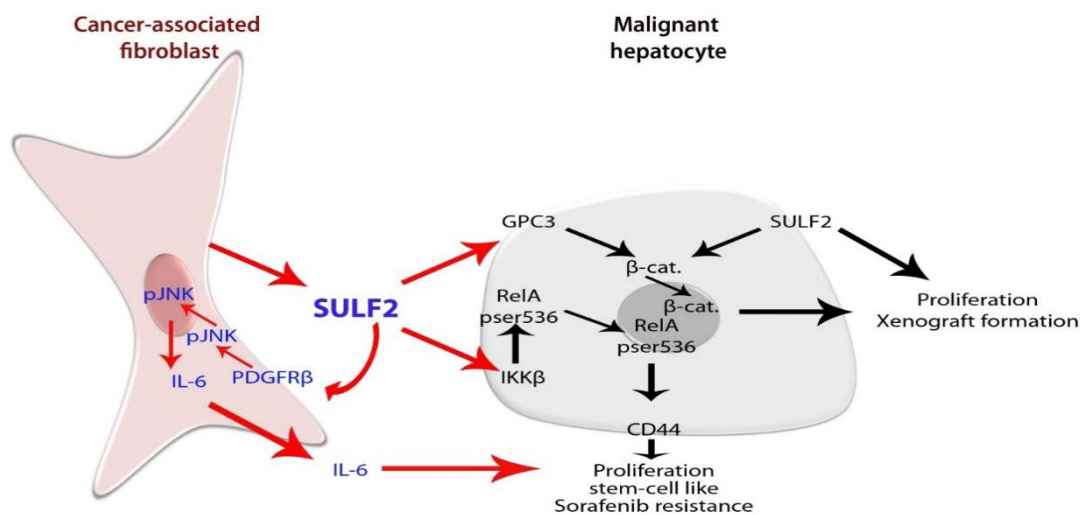 Cancer-associated
fibroblast
Malignant
hepatocyte
GPC3
SULF2
β-cat.
β-cat.
pJNK
pJNK
IL-6
PDGFRβ
SULF2
RelA
pser536
RelA
pser536
IKKβ
Proliferation
Xenograft formation
CD44
IL-6
Proliferation
stem-cell like
Sorafenib resistance